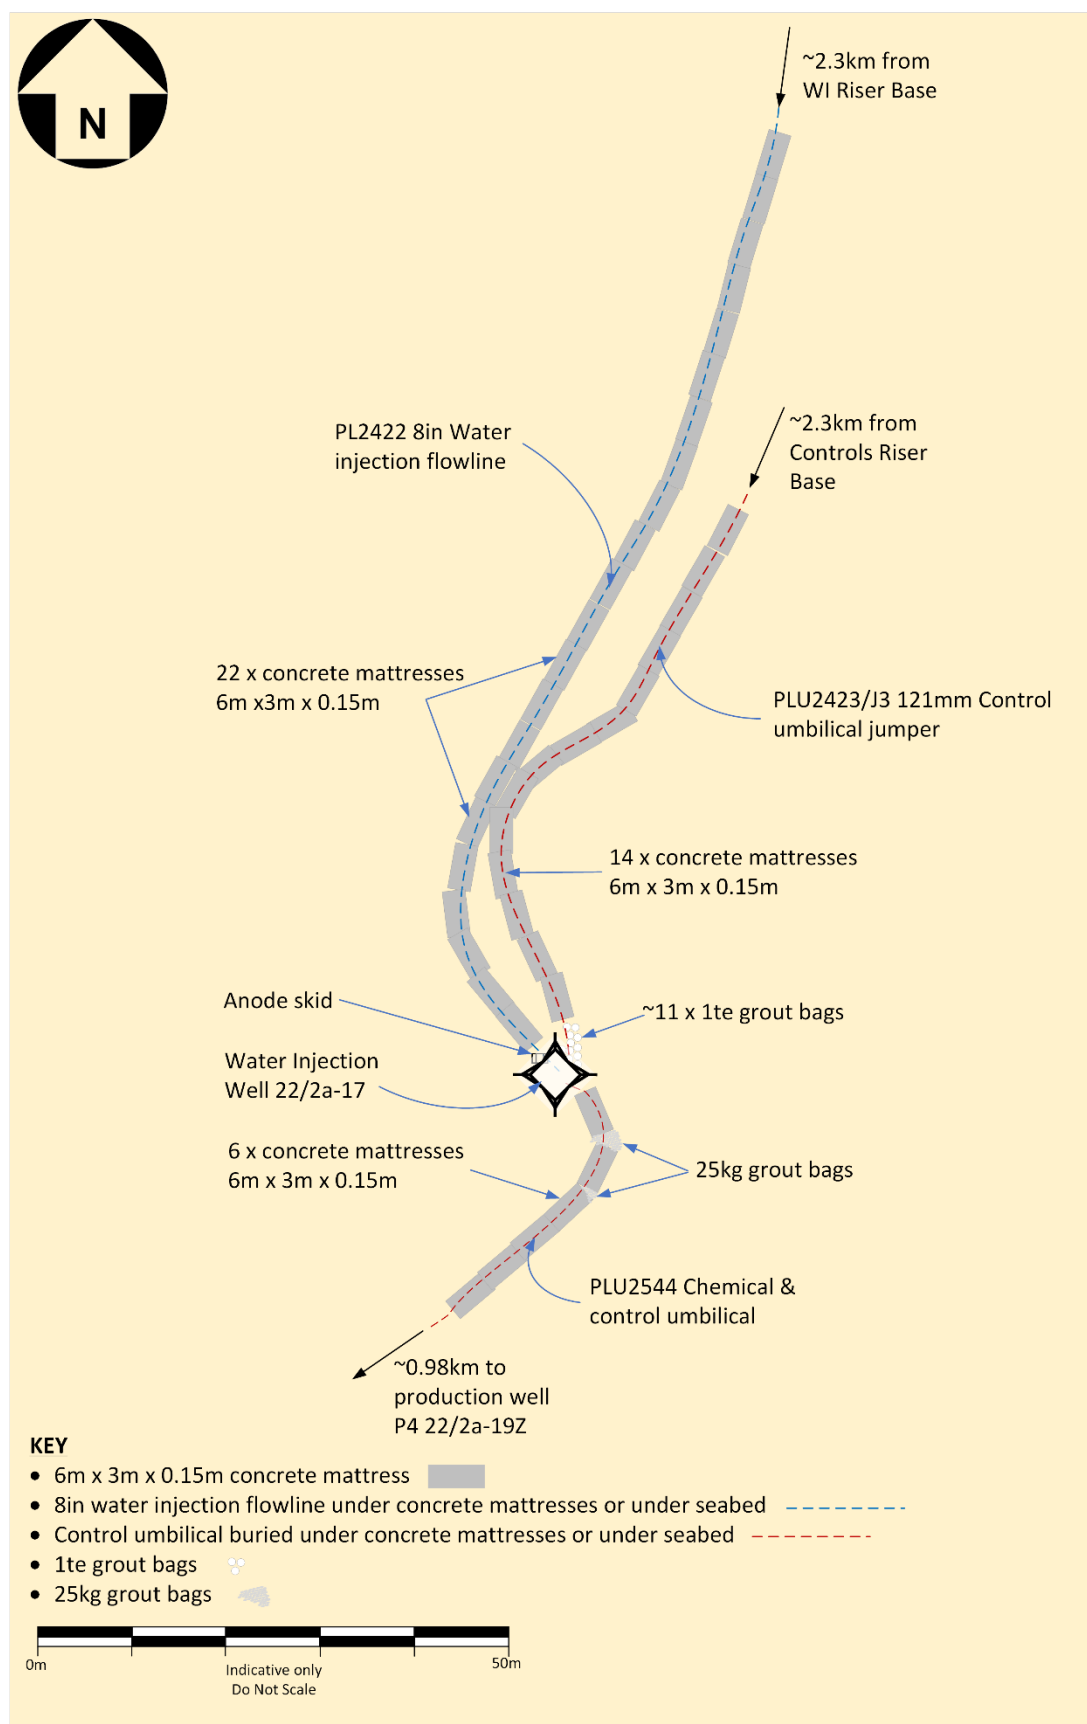 N
~2.3km from
WI Riser Base
~2.3km from
Controls Riser
Base
PL2422 8in Water
injection flowline
22 x concrete mattresses
6m x3m x 0.15m
PLU2423/J3 121mm Control
umbilical jumper
14 x concrete mattresses
6m x 3m x 0.15m
Anode skid
~11 x 1te grout bags
Water Injection
Well 22/2a-17
6 x concrete mattresses
6m x 3m x 0.15m
25kg grout bags
PLU2544 Chemical &
control umbilical
~0.98km to
production well
P4 22/2a-19Z
KEY
• 6m x 3m x 0.15m concrete mattress
• 8in water injection flowline under concrete mattresses or under seabed
• Control umbilical buried under concrete mattresses or under seabed
• 1te grout bags
• 25kg grout bags
0m 50m
Indicative only
Do Not Scale